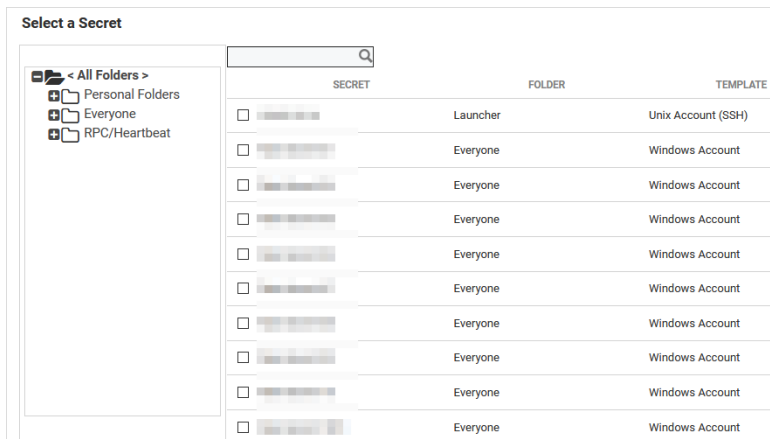 Select a Secret
< All Folders >
Personal Folders
Everyone
RPC/Heartbeat
SECRET FOLDER TEMPLATE
Launcher Unix Account (SSH)
Everyone Windows Account
Everyone Windows Account
Everyone Windows Account
Everyone Windows Account
Everyone Windows Account
Everyone Windows Account
Everyone Windows Account
Everyone Windows Account
Everyone Windows Account